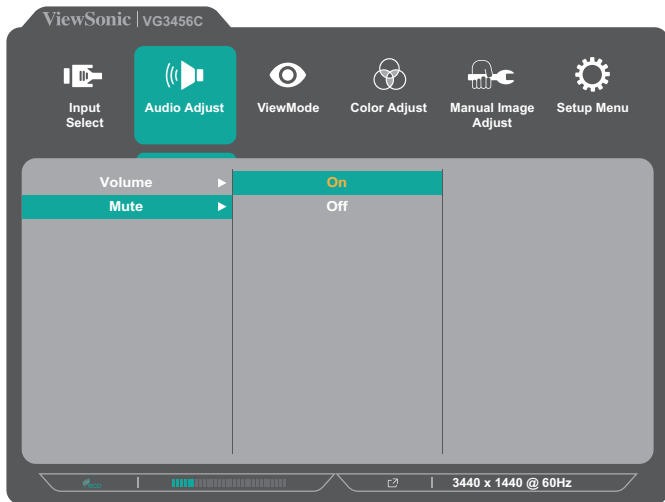 ViewSonic | VG3456C
Input Select
Audio Adjust
ViewMode
Color Adjust
Manual Image Adjust
Setup Menu
Volume
On
Mute
Off
eco
3440 x 1440 @ 60Hz